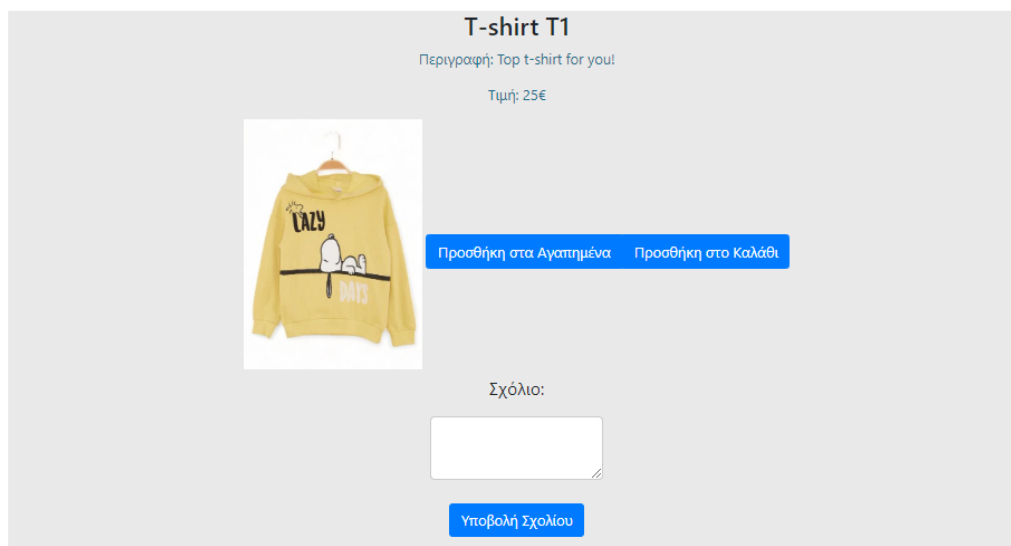 T-shirt T1
Περιγραφή: Top t-shirt for you!
Τιμή: 25€
LAZY
DAYS
Προσθήκη στα Αγαπημένα
Προσθήκη στο Καλάθι
Σχόλιο:
Υποβολή Σχολίου